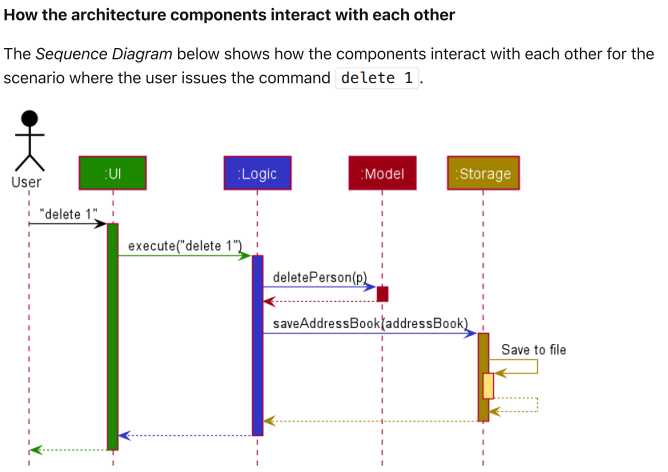 How the architecture components interact with each other
The Sequence Diagram below shows how the components interact with each other for the
scenario where the user issues the command delete 1 .
User
:UI
:Logic
:Model
:Storage
"delete 1"
execute("delete 1")
deletePerson(p)
saveAddressBook(addressBook)
Save to file